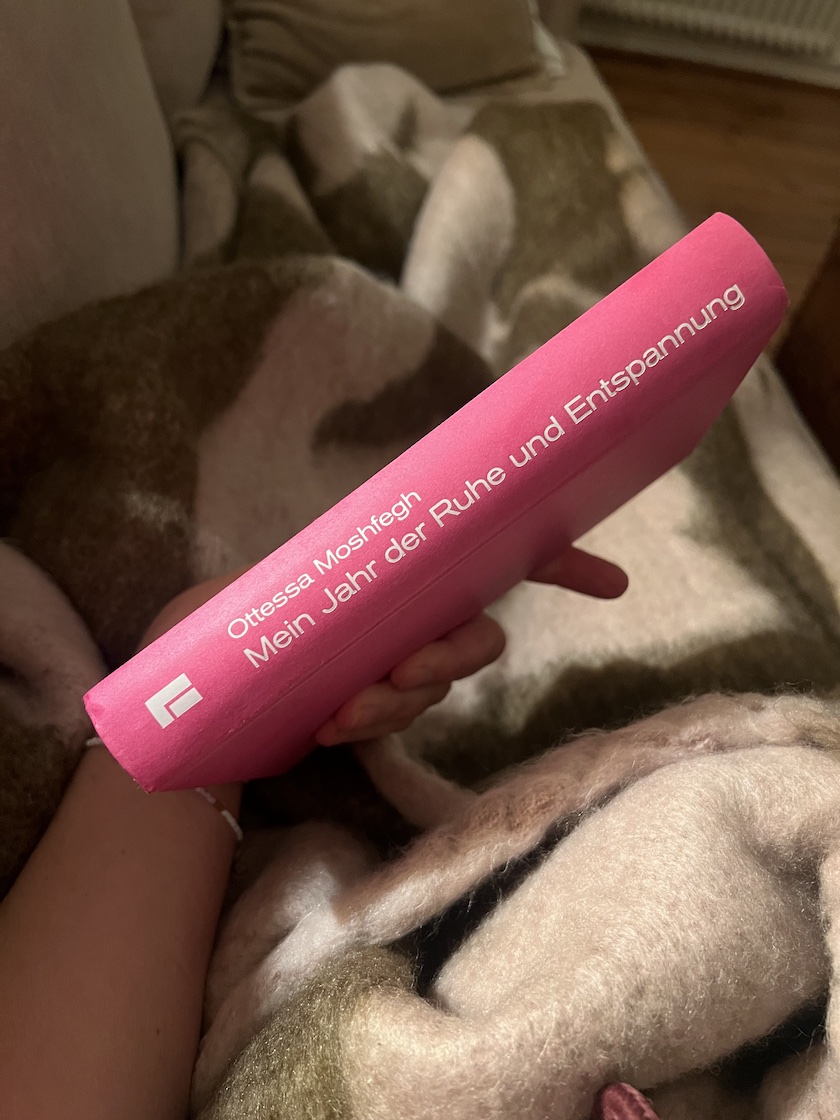 Ottessa Moshfegh
Mein Jahr der Ruhe und Entspannung